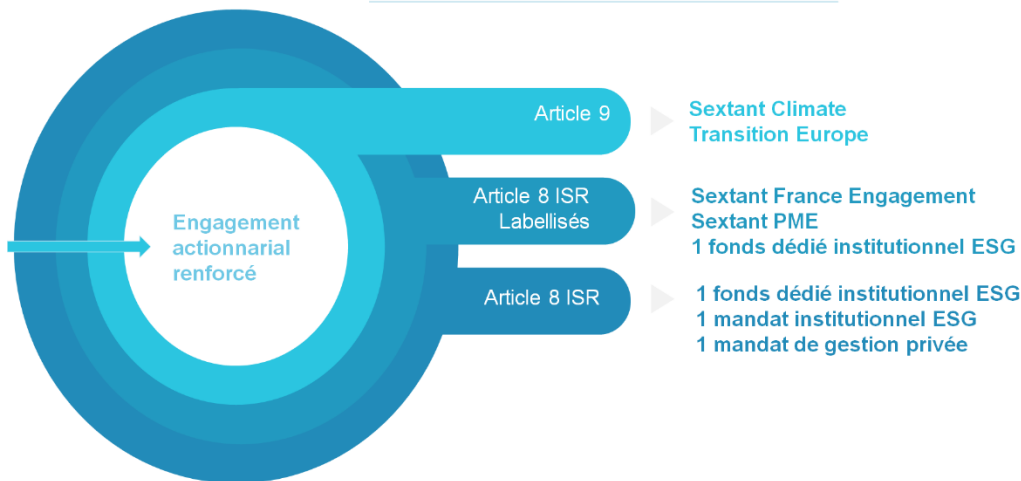 Article 9
Sextant Climate
Transition Europe
Article 8 ISR
Labellisés
Sextant France Engagement
Sextant PME
1 fonds dédié institutionnel ESG
Engagement
actionnarial
renforcé
Article 8 ISR
1 fonds dédié institutionnel ESG
1 mandat institutionnel ESG
1 mandat de gestion privée